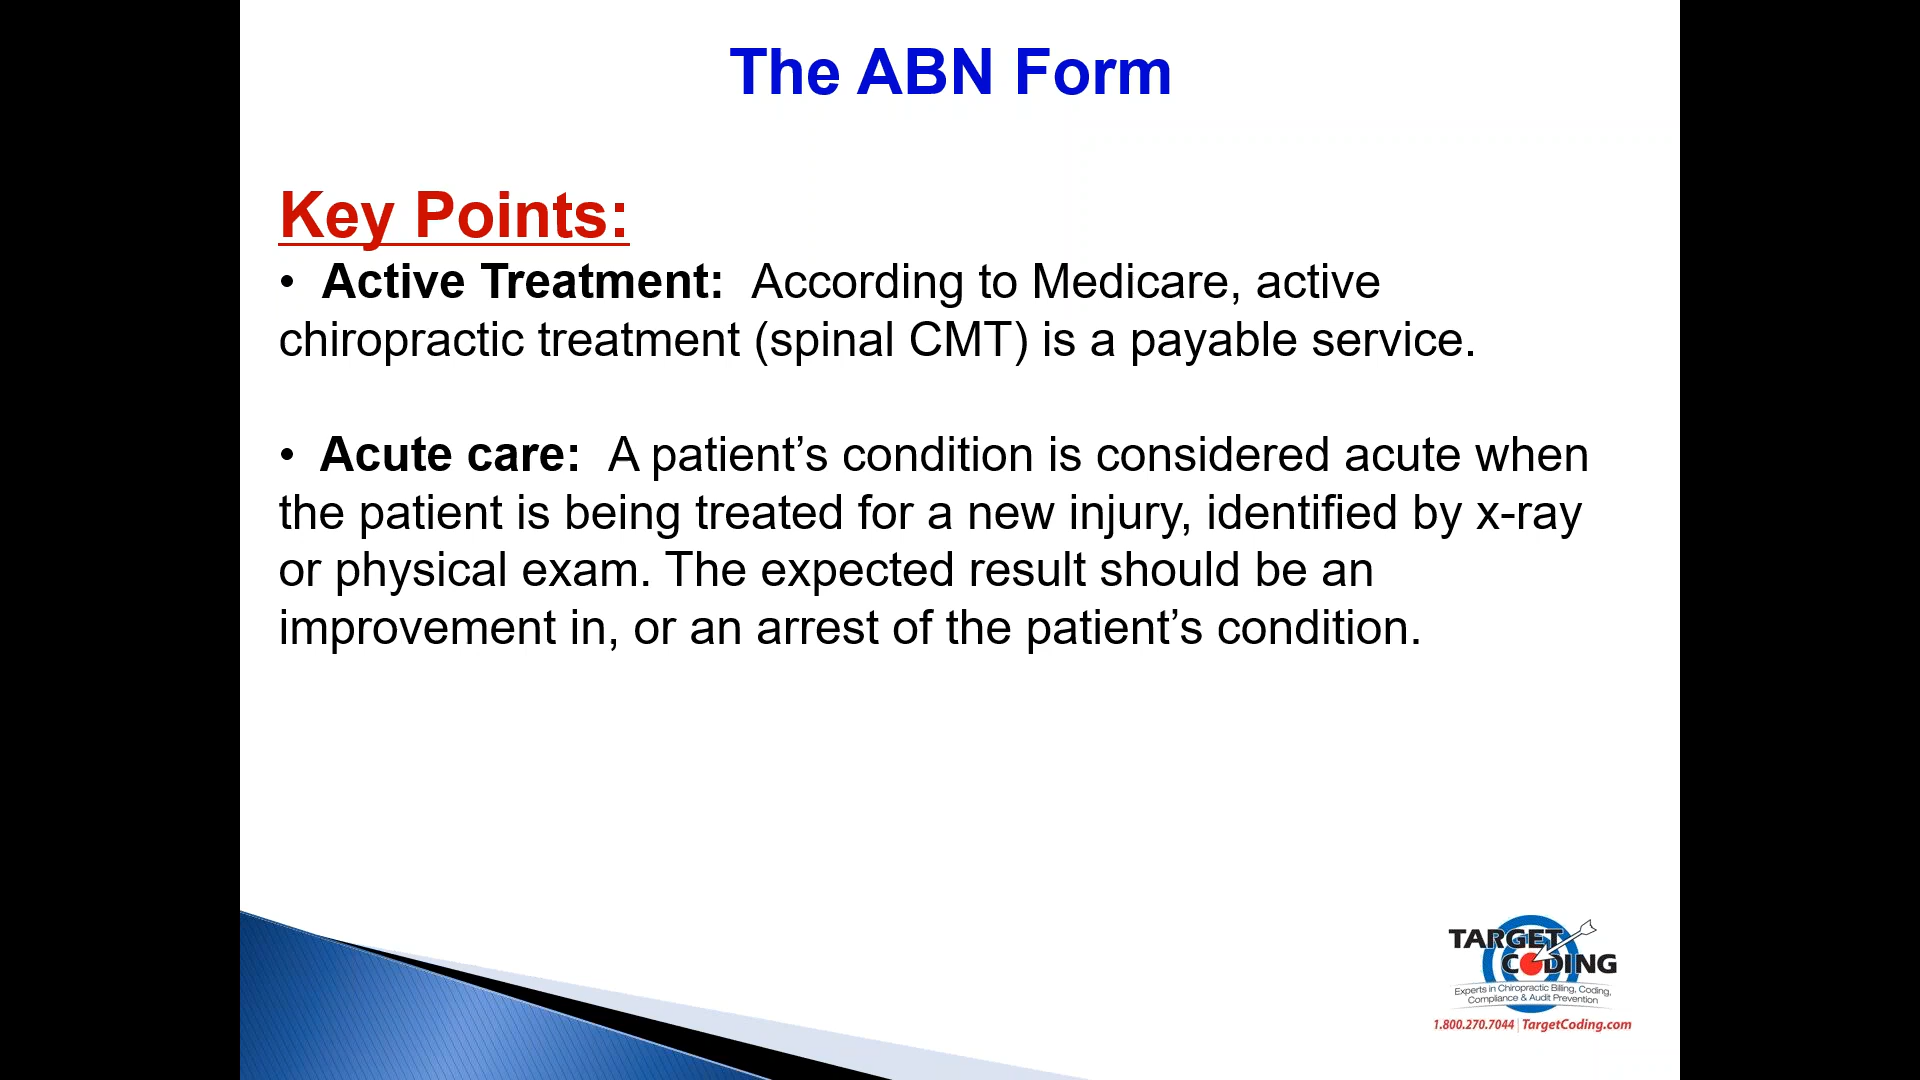 The ABN Form
Key Points:
• Active Treatment:  According to Medicare, active
chiropractic treatment (spinal CMT) is a payable service.
• Acute care:  A patient’s condition is considered acute when
the patient is being treated for a new injury, identified by x-ray
or physical exam. The expected result should be an
improvement in, or an arrest of the patient’s condition.
TARGET
CODING
Experts in Chiropractic Billing, Coding,
Compliance & Audit Prevention
1.800.270.7044 | TargetCoding.com